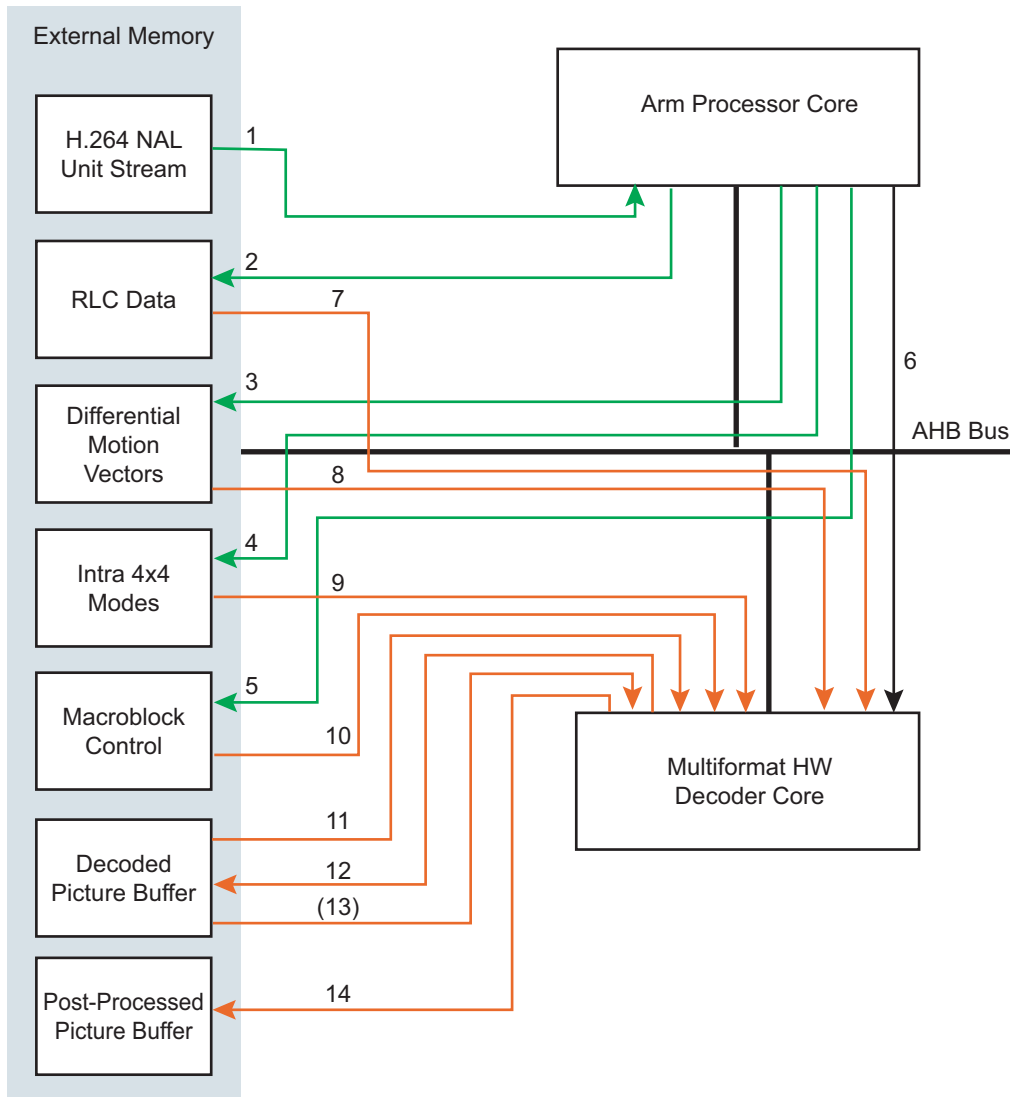 External Memory
Arm Processor Core
H.264 NAL
Unit Stream
1
2
RLC Data
7
6
3
Differential
Motion
Vectors
AHB Bus
8
4
Intra 4x4
Modes
9
5
Macroblock
Control
10
Multiformat HW
Decoder Core
11
Decoded
Picture Buffer
12
(13)
14
Post-Processed
Picture Buffer